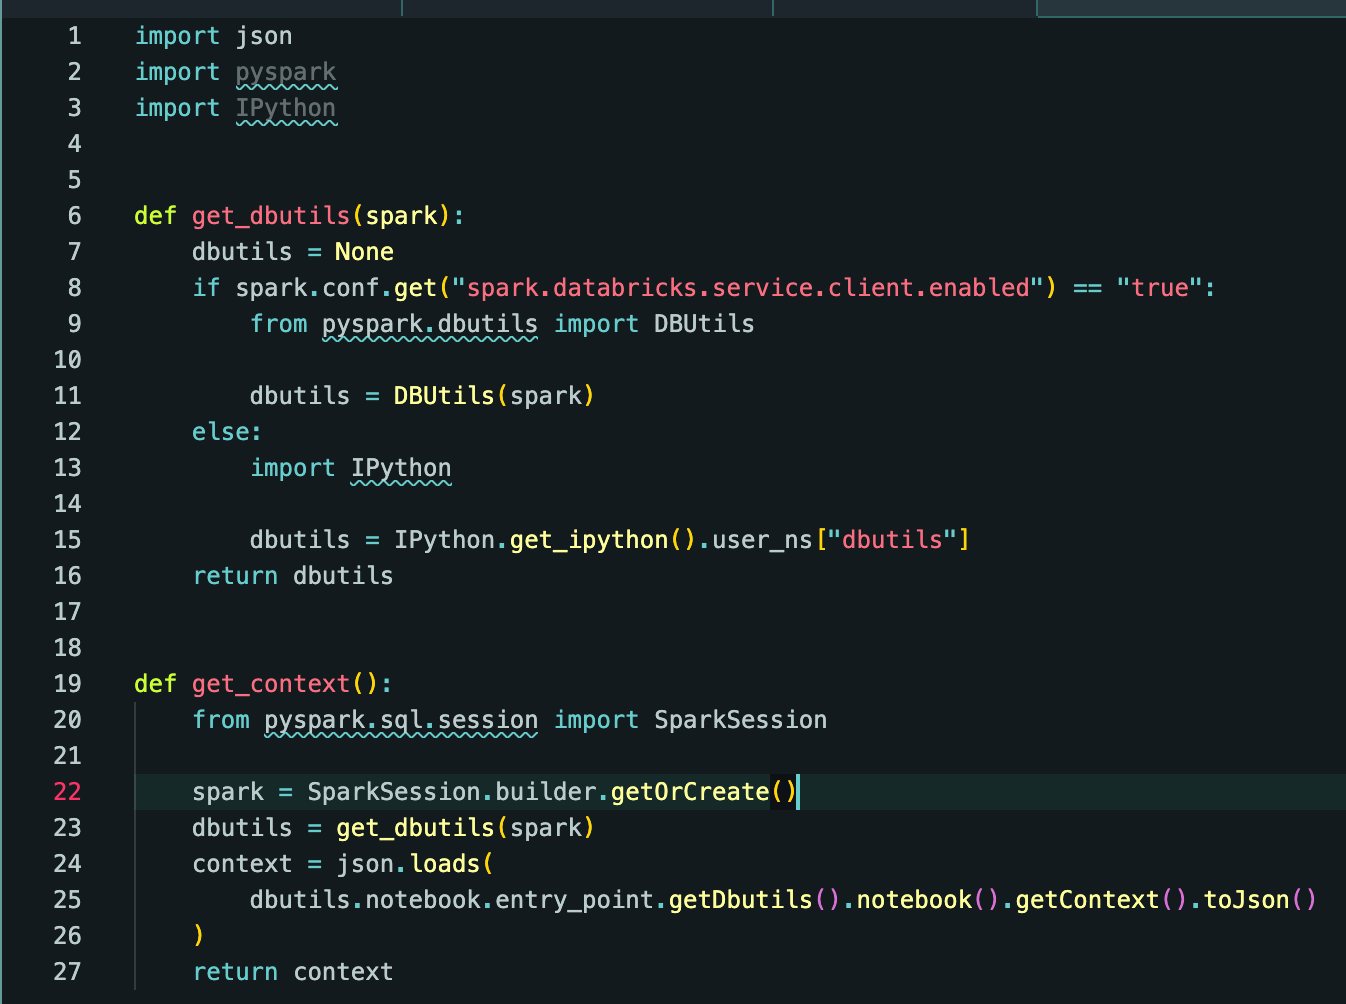 1 import json
2 import pyspark
3 import IPython
4
5
6 def get_dbutils(spark):
7     dbutils = None
8     if spark.conf.get("spark.databricks.service.client.enabled") == "true":
9         from pyspark.dbutils import DBUtils
10
11         dbutils = DBUtils(spark)
12     else:
13         import IPython
14
15         dbutils = IPython.get_ipython().user_ns["dbutils"]
16     return dbutils
17
18
19 def get_context():
20     from pyspark.sql.session import SparkSession
21
22     spark = SparkSession.builder.getOrCreate()
23     dbutils = get_dbutils(spark)
24     context = json.loads(
25         dbutils.notebook.entry_point.getDbutils().notebook().getContext().toJson()
26     )
27     return context